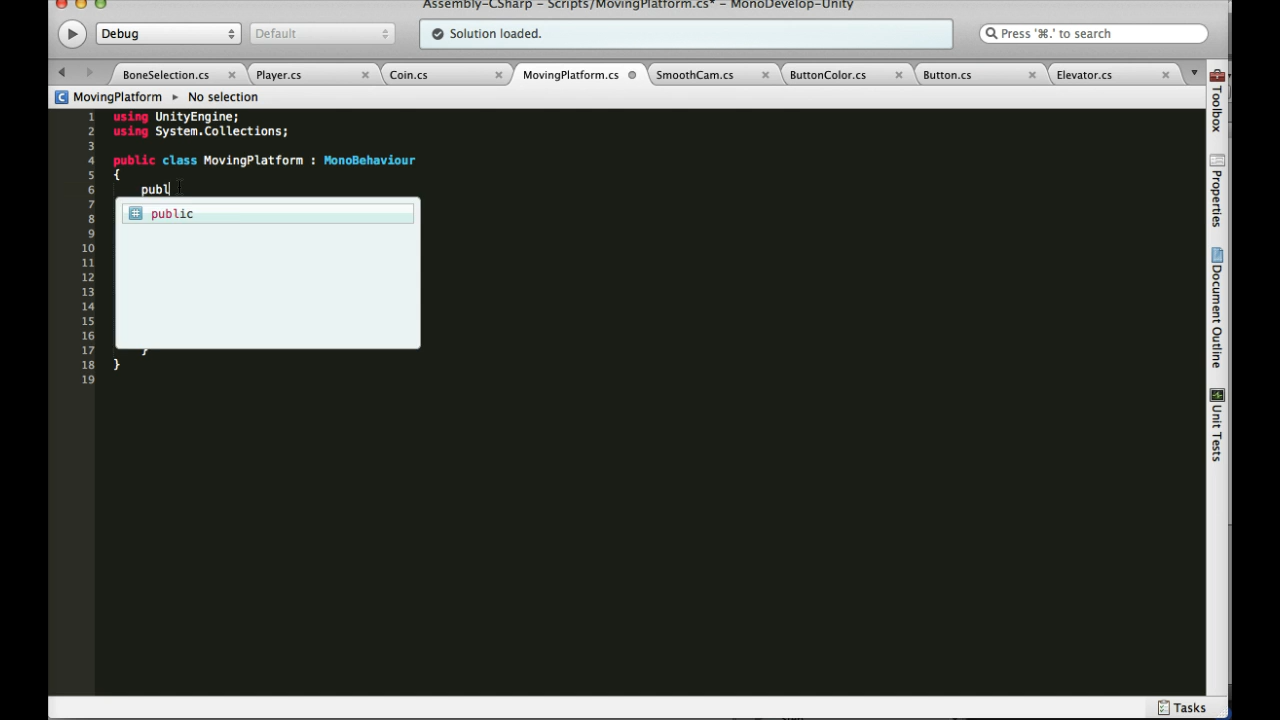 Assembly-CSharp - Scripts/MovingPlatform.cs* - MonoDevelop-Unity
Debug
Default
Solution loaded.
Press '⌘.' to search
BoneSelection.cs
Player.cs
Coin.cs
MovingPlatform.cs
SmoothCam.cs
ButtonColor.cs
Button.cs
Elevator.cs
MovingPlatform
No selection
1 using UnityEngine;
2 using System.Collections;
3
4 public class MovingPlatform : MonoBehaviour
5 {
6 publ
public
7
8
9
10
11
12
13
14
15
16
17 }
18 }
19
Toolbox
Properties
Document Outline
Unit Tests
Tasks